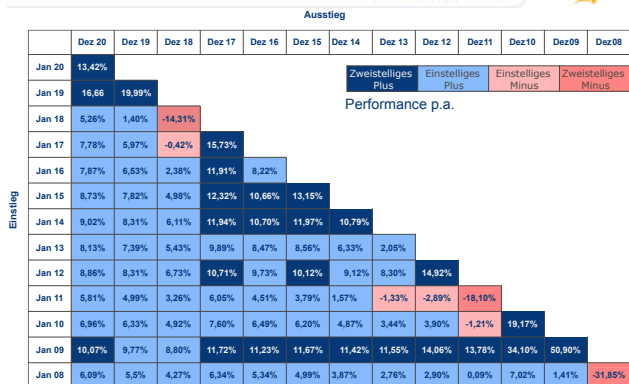 Ausstieg
Dez 20 Dez 19 Dez 18 Dez 17 Dez 16 Dez 15 Dez 14 Dez 13 Dez 12 Dez11 Dez10 Dez09 Dez08
Jan 20 13,42%
Zweistelliges Plus Einstelliges Plus Einstelliges Minus Zweistelliges Minus
Jan 19 16,66 19,99%
Performance p.a.
Jan 18 5,26% 1,40% -14,31%
Jan 17 7,78% 5,97% -0,42% 15,73%
Jan 16 7,87% 6,53% 2,38% 11,91% 8,22%
Einstieg
Jan 15 8,73% 7,82% 4,98% 12,32% 10,66% 13,15%
Jan 14 9,02% 8,31% 6,11% 11,94% 10,70% 11,97% 10,79%
Jan 13 8,13% 7,39% 5,43% 9,89% 8,47% 8,56% 6,33% 2,05%
Jan 12 8,86% 8,31% 6,73% 10,71% 9,73% 10,12% 9,12% 8,30% 14,92%
Jan 11 5,81% 4,99% 3,26% 6,05% 4,51% 3,79% 1,57% -1,33% -2,89% -18,10%
Jan 10 6,96% 6,33% 4,92% 7,60% 6,49% 6,20% 4,87% 3,44% 3,90% -1,21% 19,17%
Jan 09 10,07% 9,77% 8,80% 11,72% 11,23% 11,67% 11,42% 11,55% 14,06% 13,78% 34,10% 50,90%
Jan 08 6,09% 5,5% 4,27% 6,34% 5,34% 4,99% 3,87% 2,76% 2,90% 0,09% 7,02% 1,41% -31,85%